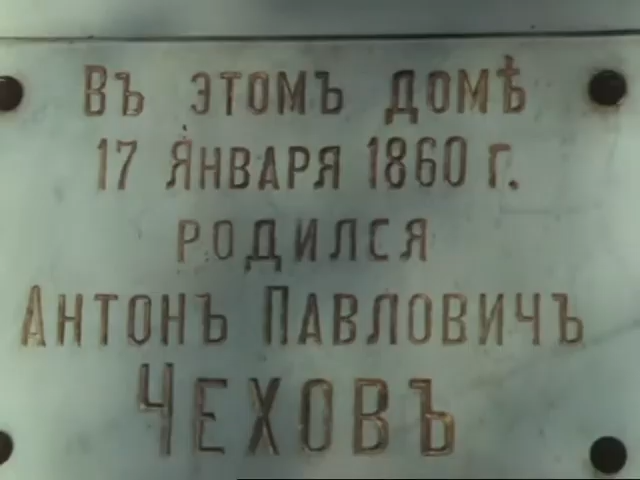 Въ этомъ домѣ
17 января 1860 г.
родился
Антонъ Павловичъ
Чеховъ